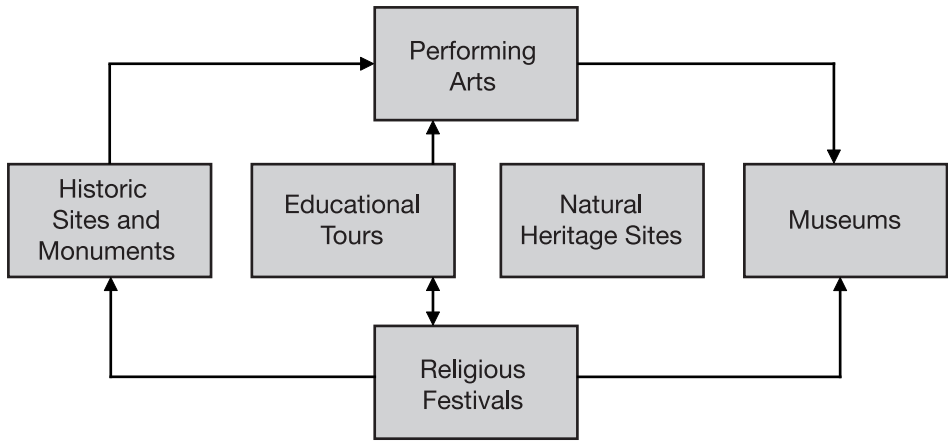 Performing
Arts
Historic
Sites and
Monuments
Educational
Tours
Natural
Heritage Sites
Museums
Religious
Festivals